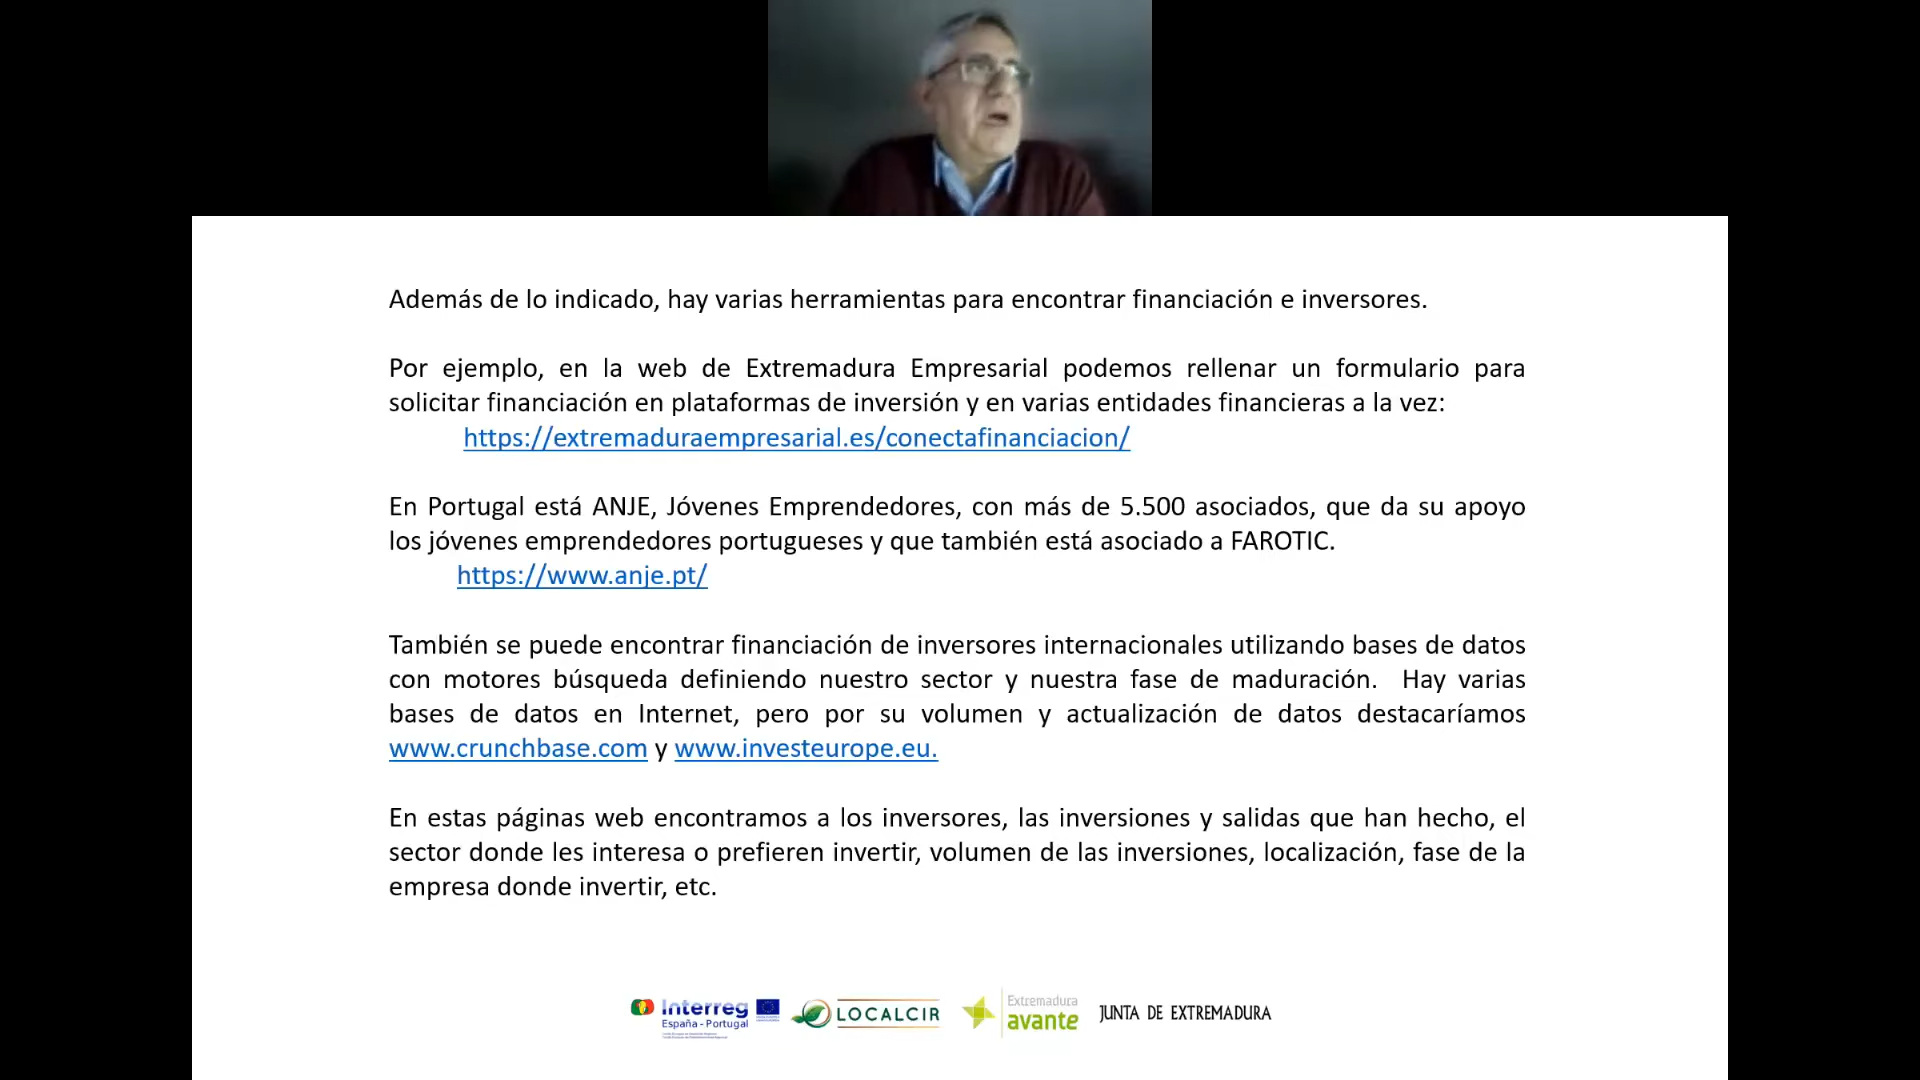 Además de lo indicado, hay varias herramientas para encontrar financiación e inversores.
Por ejemplo, en la web de Extremadura Empresarial podemos rellenar un formulario para
solicitar financiación en plataformas de inversión y en varias entidades financieras a la vez:
https://extremaduraempresarial.es/conectafinanciacion/
En Portugal está ANJE, Jóvenes Emprendedores, con más de 5.500 asociados, que da su apoyo
los jóvenes emprendedores portugueses y que también está asociado a FAROTIC.
https://www.anje.pt/
También se puede encontrar financiación de inversores internacionales utilizando bases de datos
con motores búsqueda definiendo nuestro sector y nuestra fase de maduración. Hay varias
bases de datos en Internet, pero por su volumen y actualización de datos destacaríamos
www.crunchbase.com y www.investeurope.eu.
En estas páginas web encontramos a los inversores, las inversiones y salidas que han hecho, el
sector donde les interesa o prefieren invertir, volumen de las inversiones, localización, fase de la
empresa donde invertir, etc.
Interreg
España - Portugal
LOCALCIR
Extremadura
avante
JUNTA DE EXTREMADURA